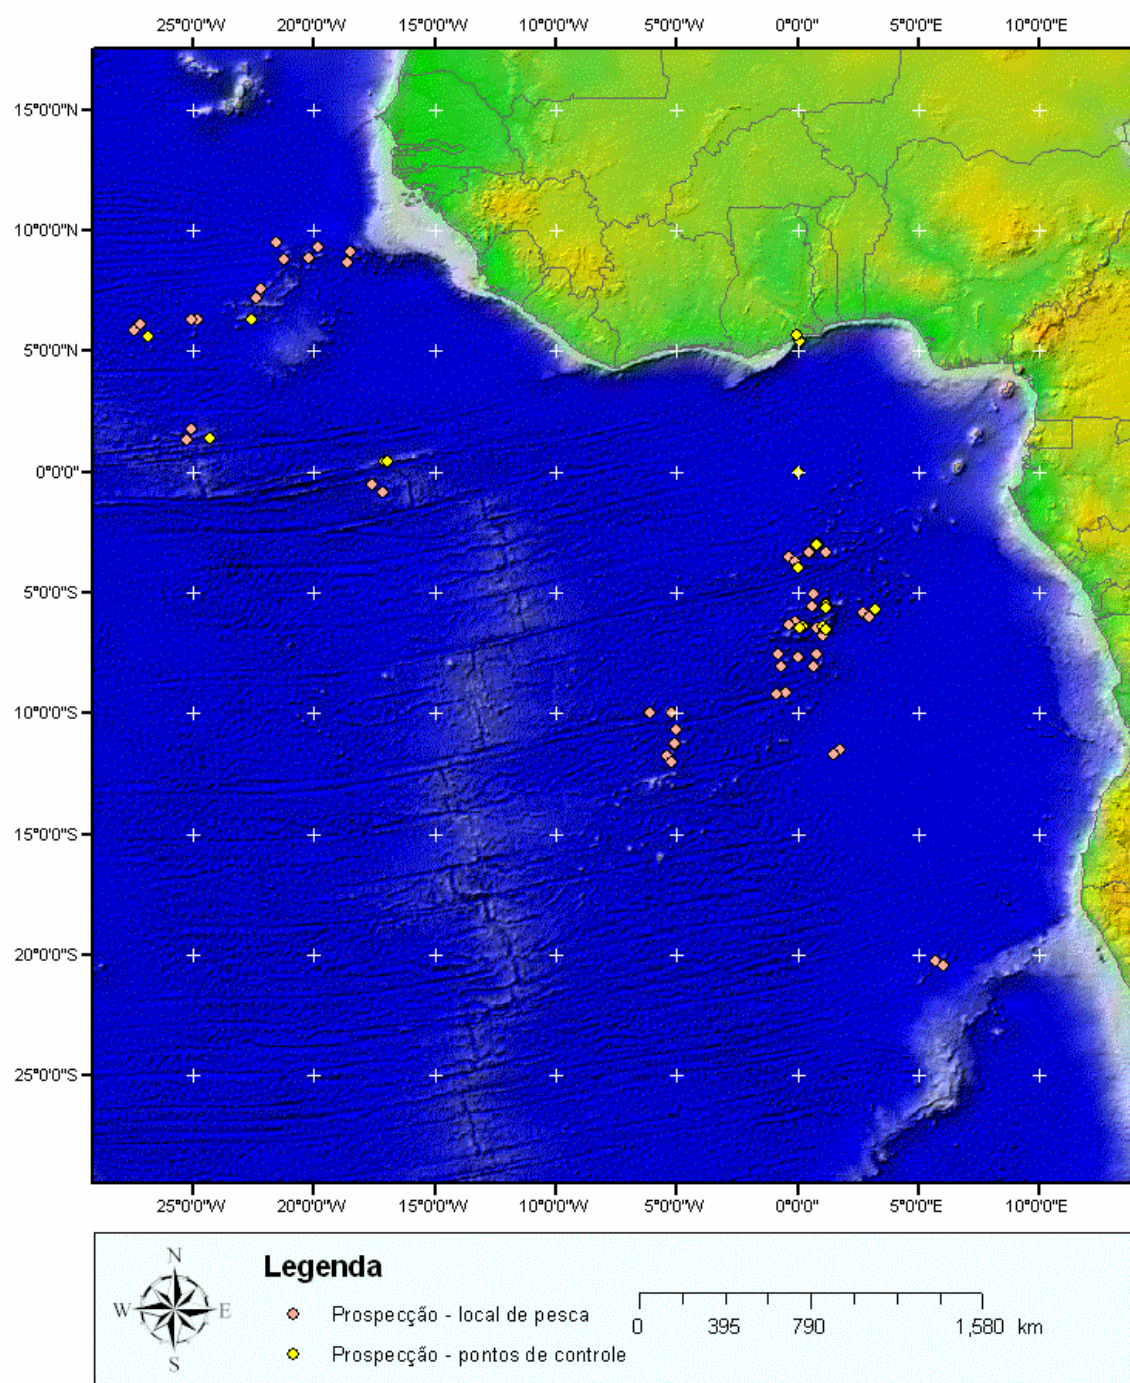 25°0'0"W 20°0'0"W 15°0'0"W 10°0'0"W 5°0'0"W 0°0'0" 5°0'0"E 10°0'0"E
15°0'0"N
10°0'0"N
5°0'0"N
0°0'0"
5°0'0"S
10°0'0"S
15°0'0"S
20°0'0"S
25°0'0"S
25°0'0"W 20°0'0"W 15°0'0"W 10°0'0"W 5°0'0"W 0°0'0" 5°0'0"E 10°0'0"E
N
W E
S
Legenda
Prospecção - local de pesca
Prospecção - pontos de controle
0 395 790 1,580 km